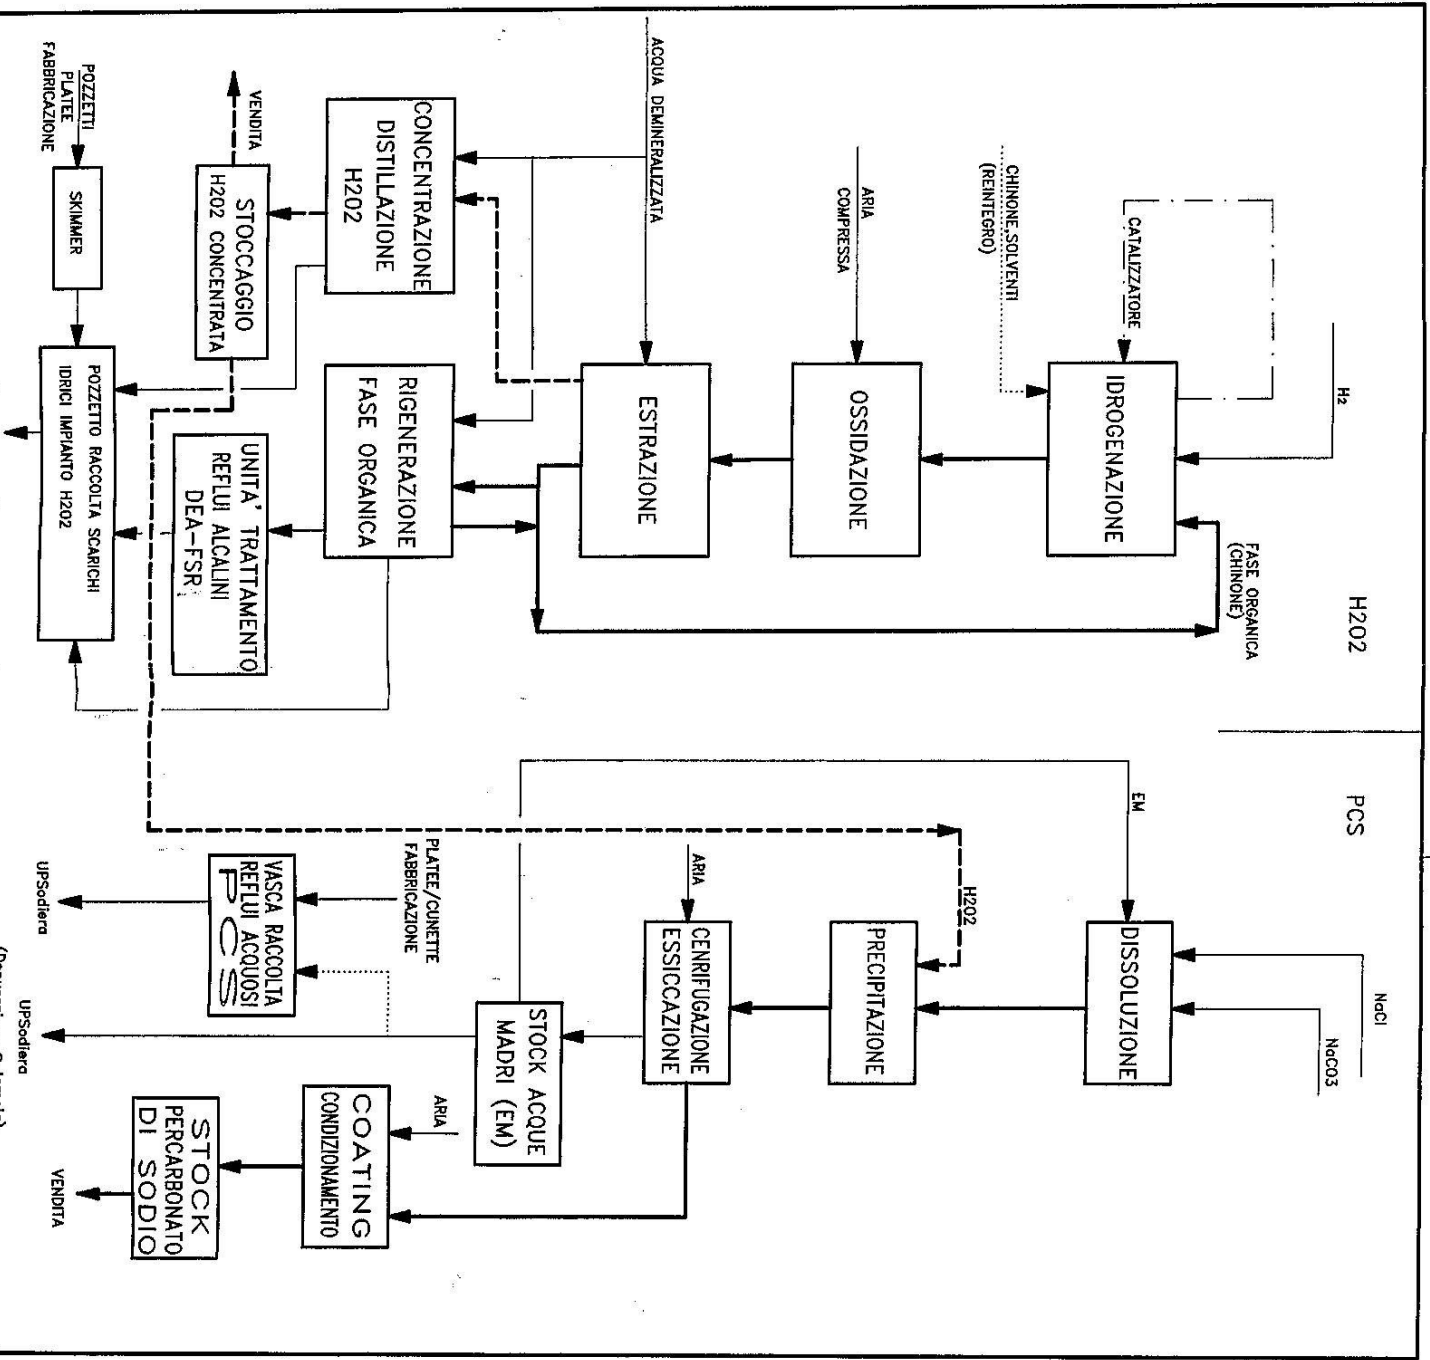 H2O2
PCS
H2
CATALIZZATORE
IDROGENAZIONE
FASE ORGANICA
(CHINONE)
CHINONE,SOLVENTI
(REINTEGRO)
ARIA
COMPRESSA
OSSIDAZIONE
ACQUA DEMINERALIZZATA
ESTRAZIONE
CONCENTRAZIONE
DISTILLAZIONE
H2O2
RIGENERAZIONE
FASE ORGANICA
VENDITA
STOCCAGGIO
H2O2 CONCENTRATA
UNITA' TRATTAMENTO
REFLUI ALCALINI
DEA-FSR
POZZETTI
PLATEE
FABBRICAZIONE
SKIMMER
POZZETTO RACCOLTA SCARICHI
IDRICI IMPIANTO H2O2
NaCl
NaCO3
EM
DISSOLUZIONE
H2O2
PRECIPITAZIONE
ARIA
CENRIFUGAZIONE
ESSICCAZIONE
STOCK ACQUE
MADRI (EM)
PLATEE/CUNETTE
FABBRICAZIONE
VASCA RACCOLTA
REFLUI ACQUOSI
PCS
UPSodiera
UPSodiera
ARIA
COATING
CONDIZIONAMENTO
STOCK
PERCARBONATO
DI SODIO
VENDITA